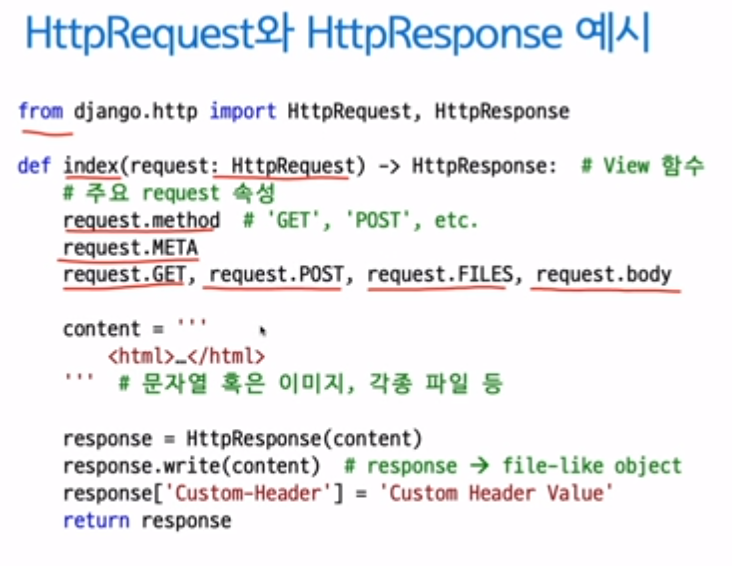 HttpRequest와 HttpResponse 예시
from django.http import HttpRequest, HttpResponse
def index(request: HttpRequest) -> HttpResponse:  # View 함수
    # 주요 request 속성
    request.method  # 'GET', 'POST', etc.
    request.META
    request.GET, request.POST, request.FILES, request.body
    content = '''
        <html>…</html>
    '''  # 문자열 혹은 이미지, 각종 파일 등
    response = HttpResponse(content)
    response.write(content)  # response → file-like object
    response['Custom-Header'] = 'Custom Header Value'
    return response